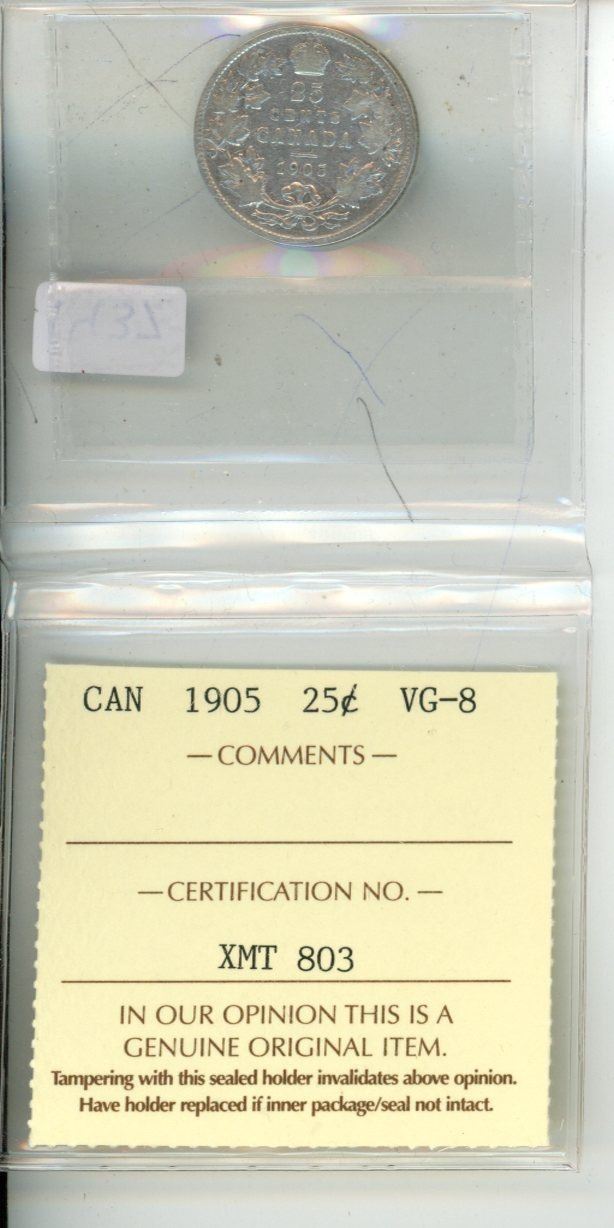 25
CENTS
CANADA
1905
CAN 1905 25¢ VG-8
— COMMENTS —
— CERTIFICATION NO. —
XMT 803
IN OUR OPINION THIS IS A
GENUINE ORIGINAL ITEM.
Tampering with this sealed holder invalidates above opinion.
Have holder replaced if inner package/seal not intact.